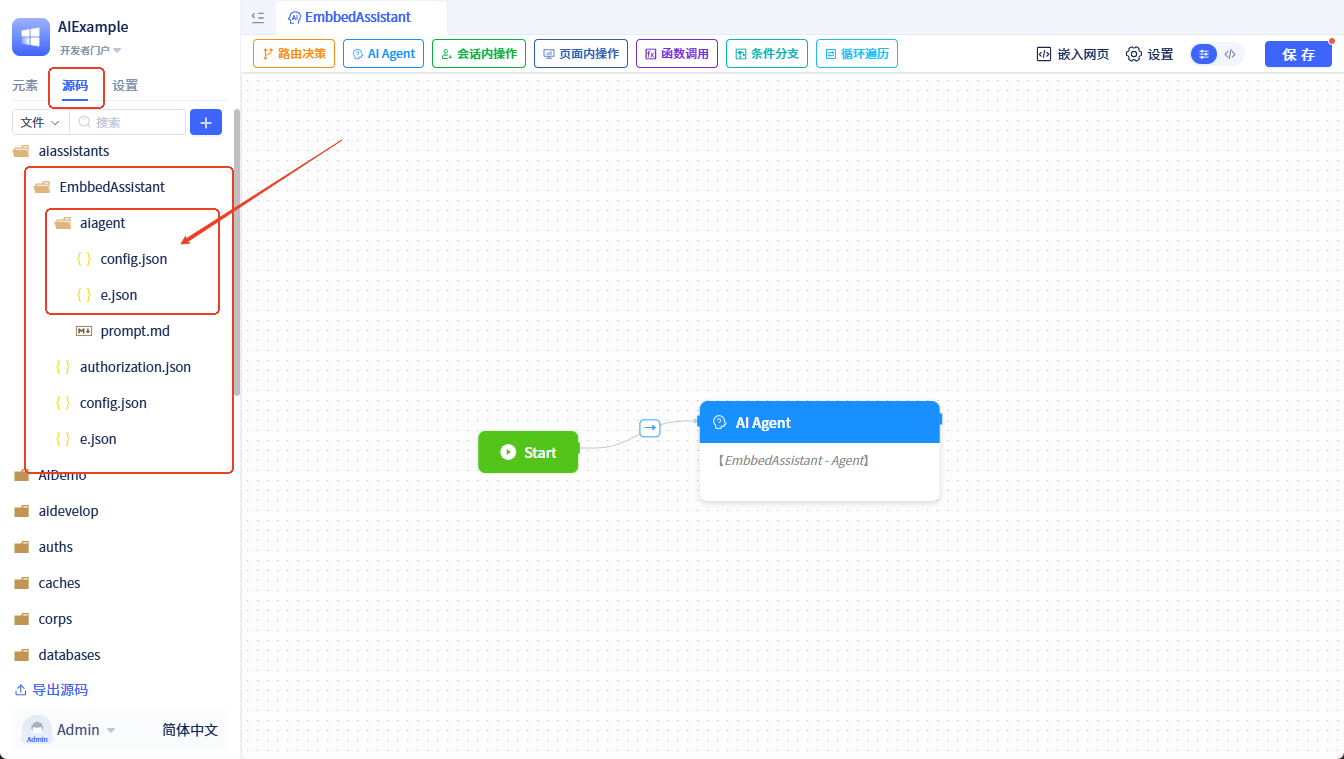 AIExample
开发者门户
元素 源码 设置
文件 搜索
aiassistants
EmbbedAssistant
aiagent
config.json
e.json
prompt.md
authorization.json
config.json
e.json
AIDemo
aidevelop
auths
caches
corps
databases
导出源码
Admin
Admin 简体中文
EmbbedAssistant
路由决策 AI Agent 会话内操作 页面内操作 函数调用 条件分支 循环遍历 嵌入网页 设置 保存
Start
AI Agent
【EmbbedAssistant - Agent】